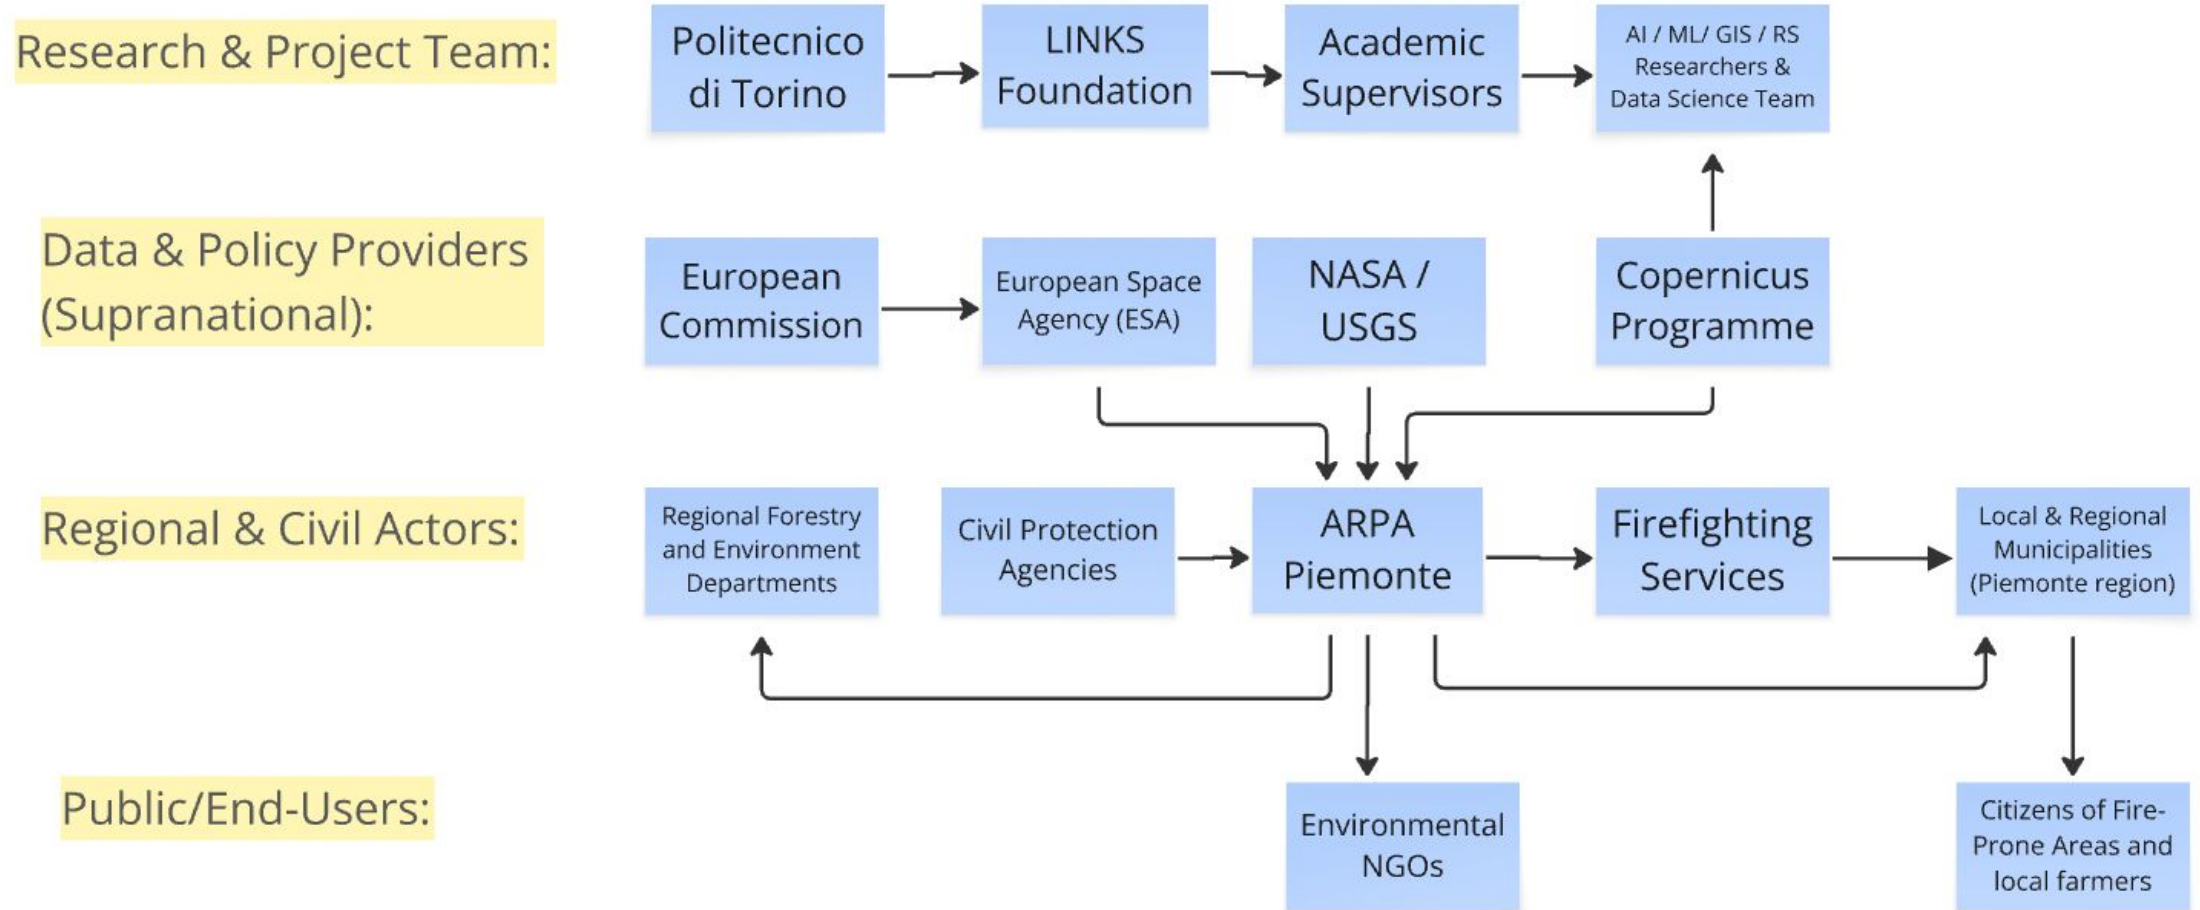 Research & Project Team:
Politecnico
di Torino
LINKS
Foundation
Academic
Supervisors
AI / ML/ GIS / RS
Researchers &
Data Science Team
Data & Policy Providers
(Supranational):
European
Commission
European Space
Agency (ESA)
NASA /
USGS
Copernicus
Programme
Regional & Civil Actors:
Regional Forestry
and Environment
Departments
Civil Protection
Agencies
ARPA
Piemonte
Firefighting
Services
Local & Regional
Municipalities
(Piemonte region)
Public/End-Users:
Environmental
NGOs
Citizens of Fire-
Prone Areas and
local farmers